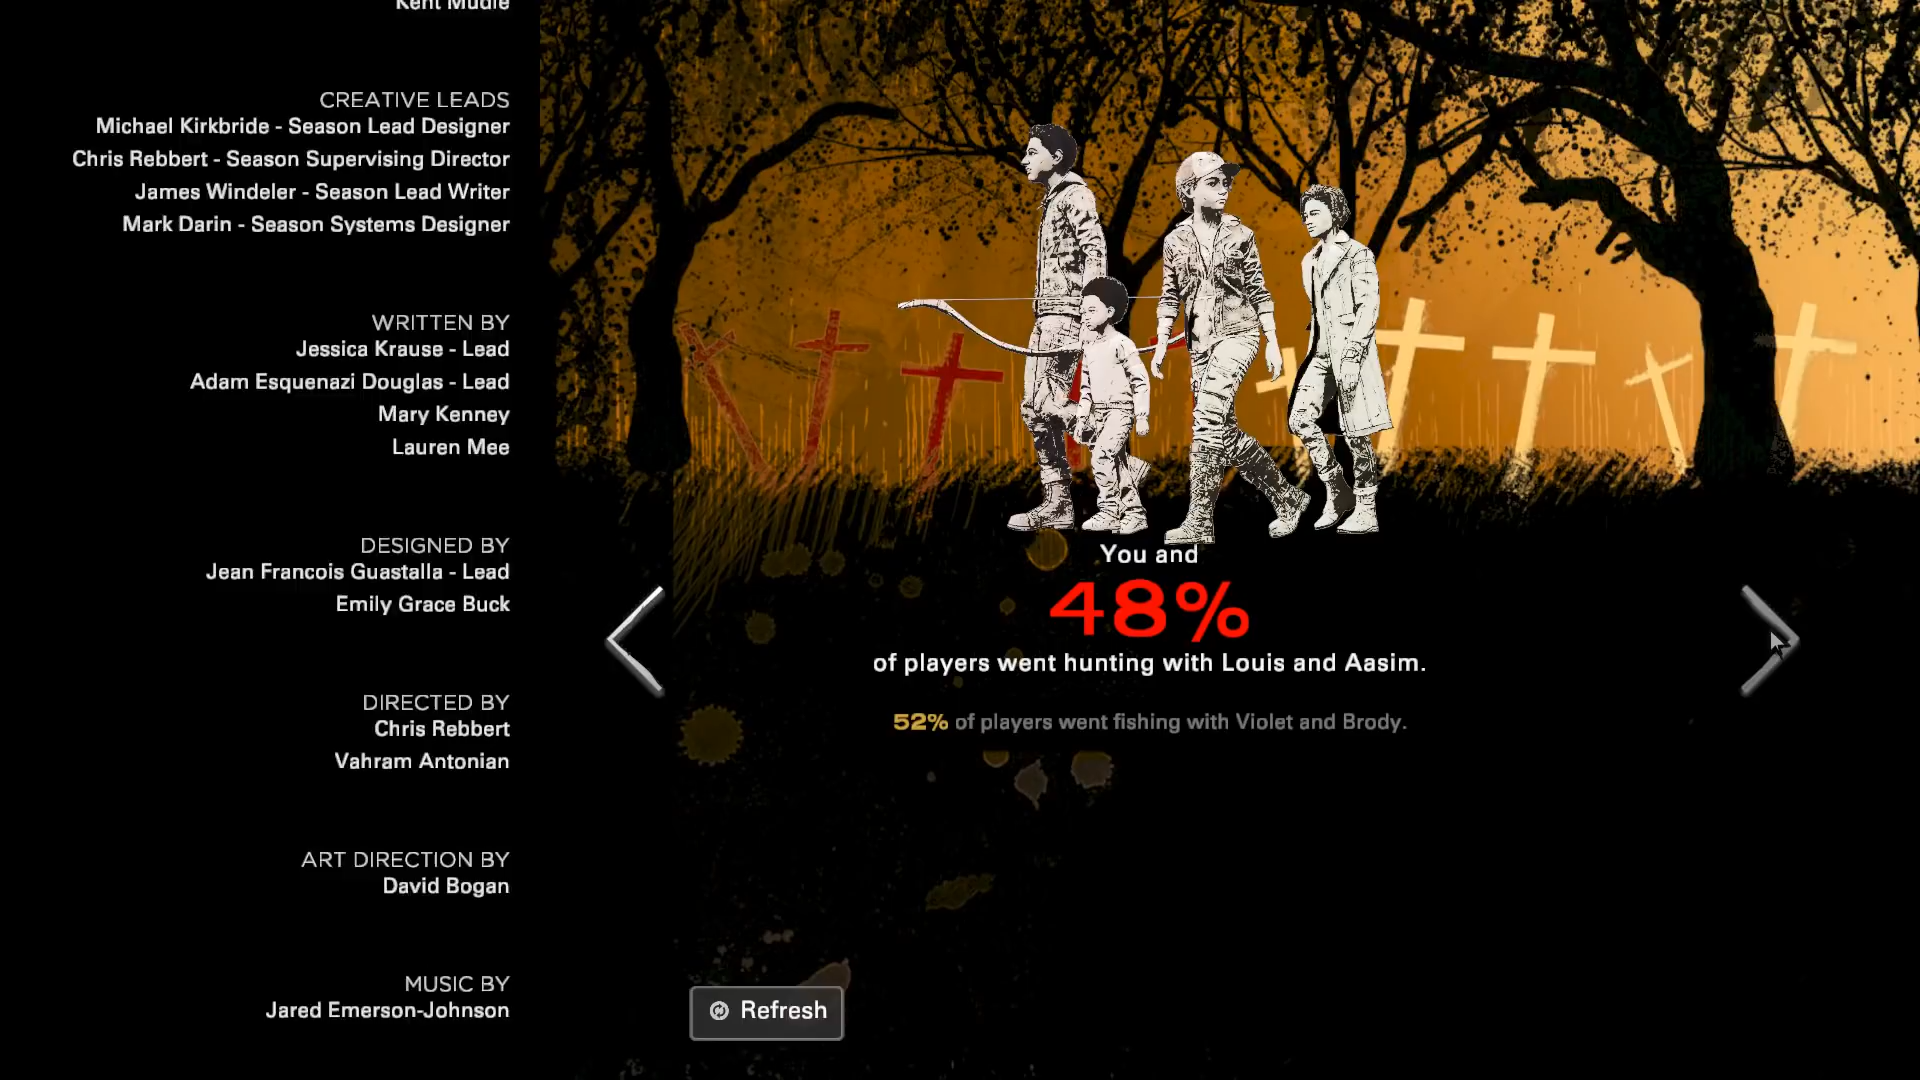 Kent Mudle
CREATIVE LEADS
Michael Kirkbride - Season Lead Designer
Chris Rebbert - Season Supervising Director
James Windeler - Season Lead Writer
Mark Darin - Season Systems Designer
WRITTEN BY
Jessica Krause - Lead
Adam Esquenazi Douglas - Lead
Mary Kenney
Lauren Mee
DESIGNED BY
Jean Francois Guastalla - Lead
Emily Grace Buck
DIRECTED BY
Chris Rebbert
Vahram Antonian
ART DIRECTION BY
David Bogan
MUSIC BY
Jared Emerson-Johnson
You and
48%
of players went hunting with Louis and Aasim.
52% of players went fishing with Violet and Brody.
Refresh